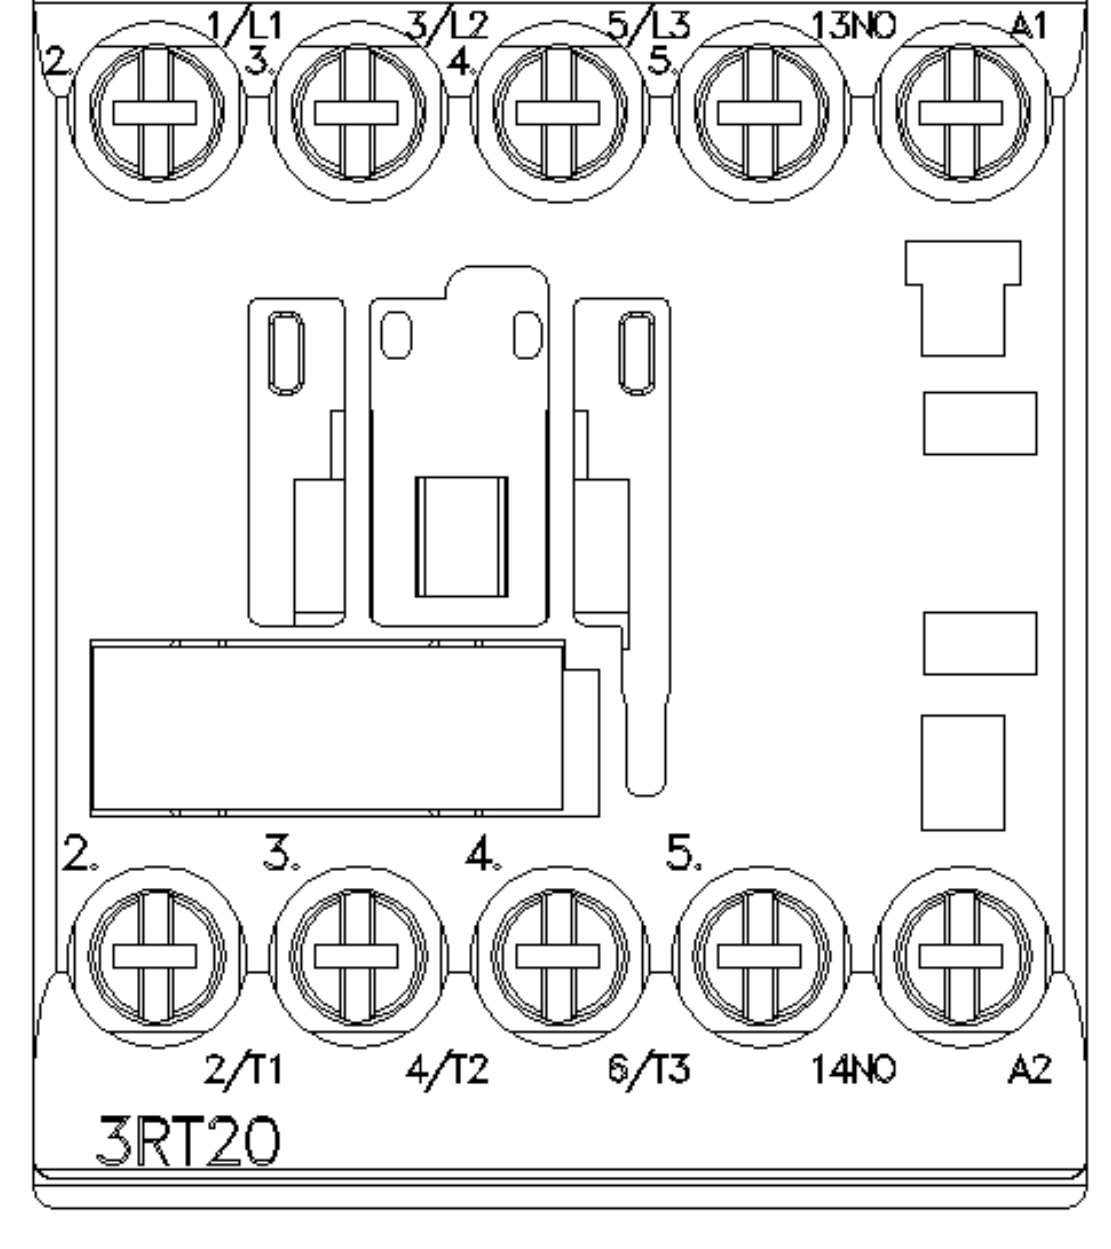 1/L1 3/L2 5/L3 13NO A1
2. 3. 4. 5.
2. 3. 4. 5.
2/T1 4/T2 6/T3 14NO A2
3RT20